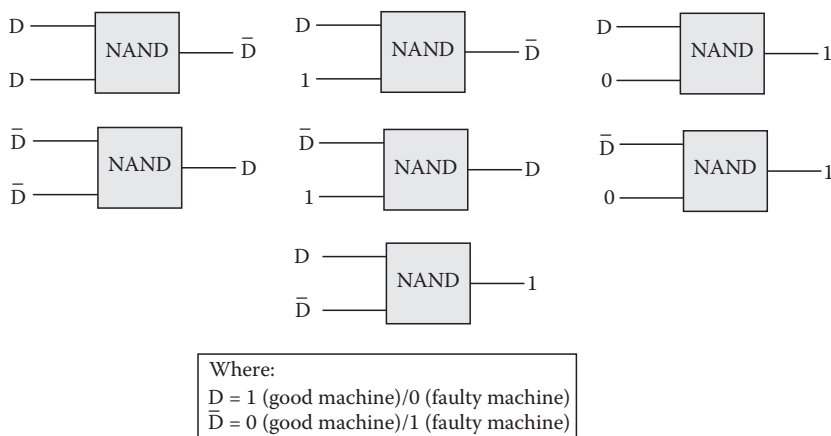 D
D
NAND
D̄
D
1
NAND
D̄
D
0
NAND
1
D̄
D̄
NAND
D
D̄
1
NAND
D
D̄
0
NAND
1
D
D̄
NAND
1
Where:
D = 1 (good machine)/0 (faulty machine)
D̄ = 0 (good machine)/1 (faulty machine)